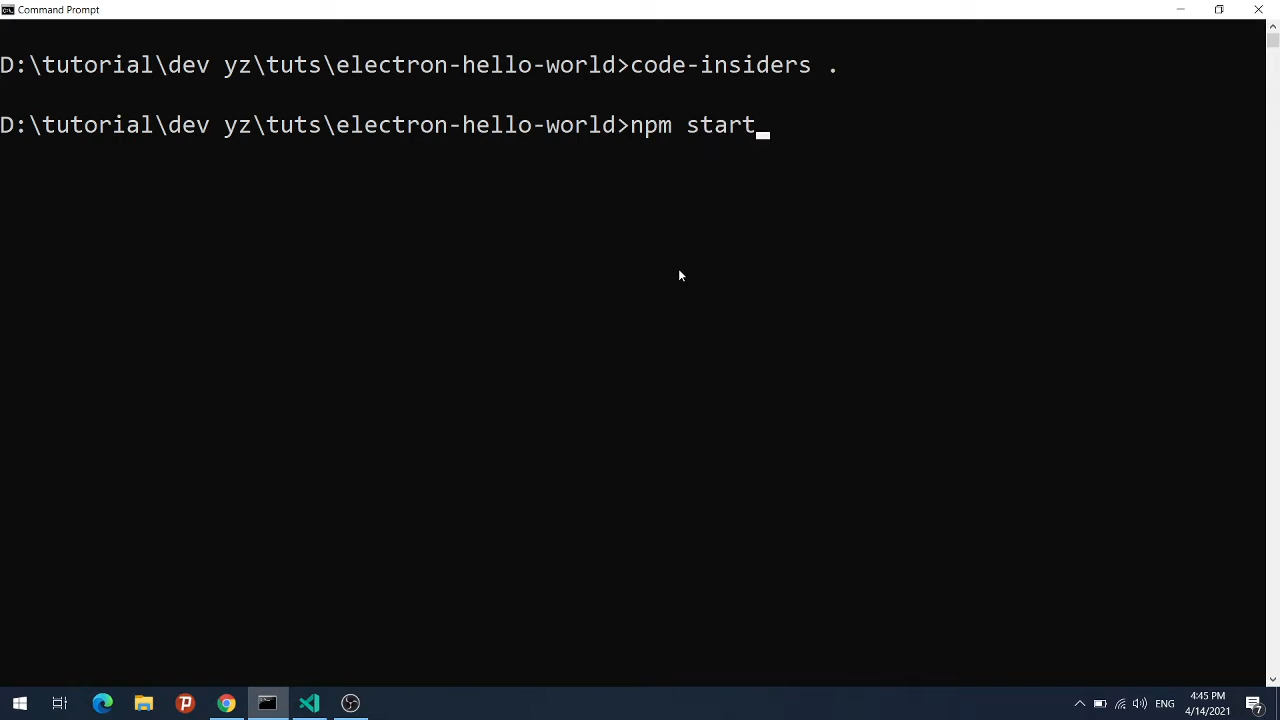 Command Prompt
D:\tutorial\dev yz\tuts\electron-hello-world>code-insiders .
D:\tutorial\dev yz\tuts\electron-hello-world>npm start
4:45 PM
ENG
4/14/2021
7